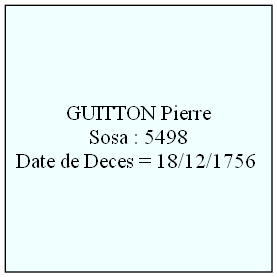 GUITTON Pierre
Sosa : 5498
Date de Deces = 18/12/1756